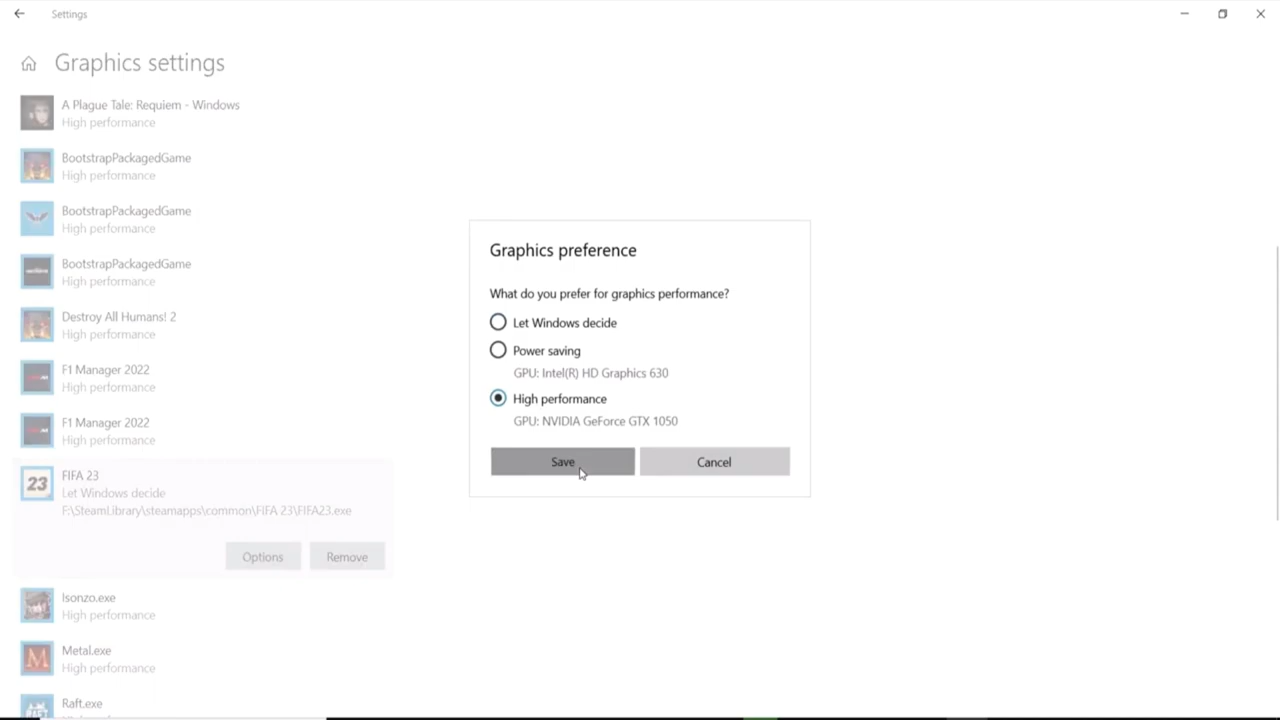 Settings
Graphics settings
A Plague Tale: Requiem - Windows
High performance
BootstrapPackagedGame
High performance
BootstrapPackagedGame
High performance
BootstrapPackagedGame
High performance
Destroy All Humans! 2
High performance
F1 Manager 2022
High performance
F1 Manager 2022
High performance
23
FIFA 23
Let Windows decide
F:\SteamLibrary\steamapps\common\FIFA 23\FIFA23.exe
Options
Remove
Isonzo.exe
High performance
Metal.exe
High performance
Raft.exe
Graphics preference
What do you prefer for graphics performance?
Let Windows decide
Power saving
GPU: Intel(R) HD Graphics 630
High performance
GPU: NVIDIA GeForce GTX 1050
Save
Cancel